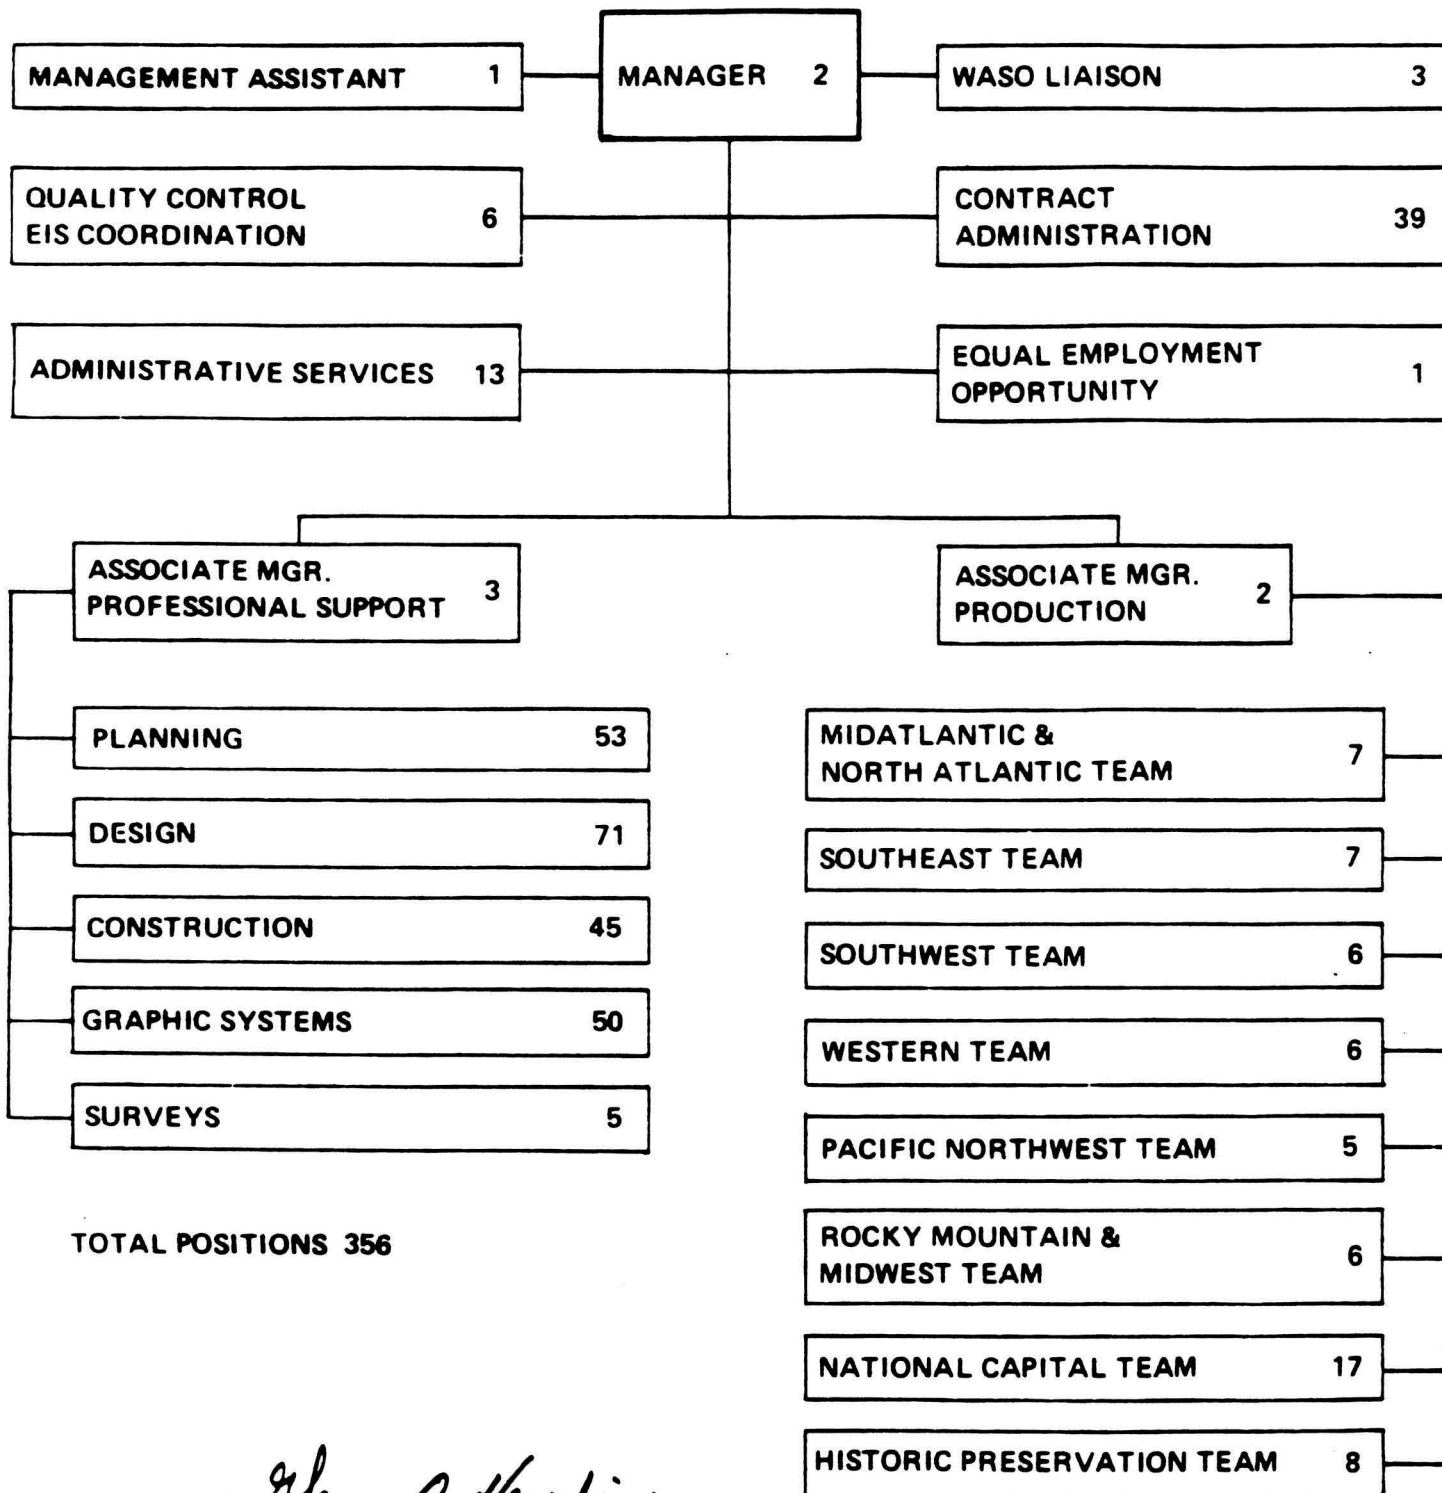 MANAGEMENT ASSISTANT 1
MANAGER 2
WASO LIAISON 3
QUALITY CONTROL
EIS COORDINATION 6
CONTRACT
ADMINISTRATION 39
ADMINISTRATIVE SERVICES 13
EQUAL EMPLOYMENT
OPPORTUNITY 1
ASSOCIATE MGR.
PROFESSIONAL SUPPORT 3
ASSOCIATE MGR.
PRODUCTION 2
PLANNING 53
DESIGN 71
CONSTRUCTION 45
GRAPHIC SYSTEMS 50
SURVEYS 5
TOTAL POSITIONS 356
MIDATLANTIC &
NORTH ATLANTIC TEAM 7
SOUTHEAST TEAM 7
SOUTHWEST TEAM 6
WESTERN TEAM 6
PACIFIC NORTHWEST TEAM 5
ROCKY MOUNTAIN &
MIDWEST TEAM 6
NATIONAL CAPITAL TEAM 17
HISTORIC PRESERVATION TEAM 8